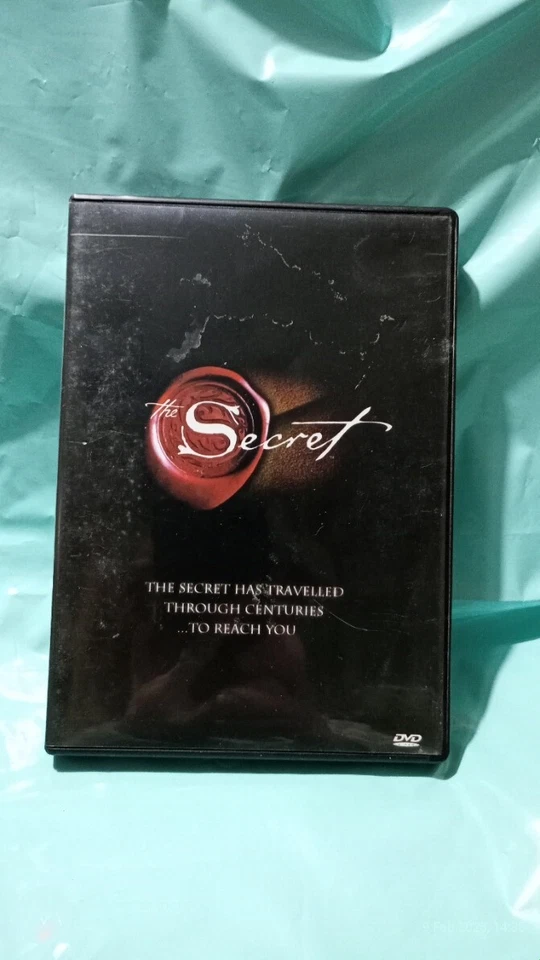 the Secret
THE SECRET HAS TRAVELLED
THROUGH CENTURIES
...TO REACH YOU
DVD